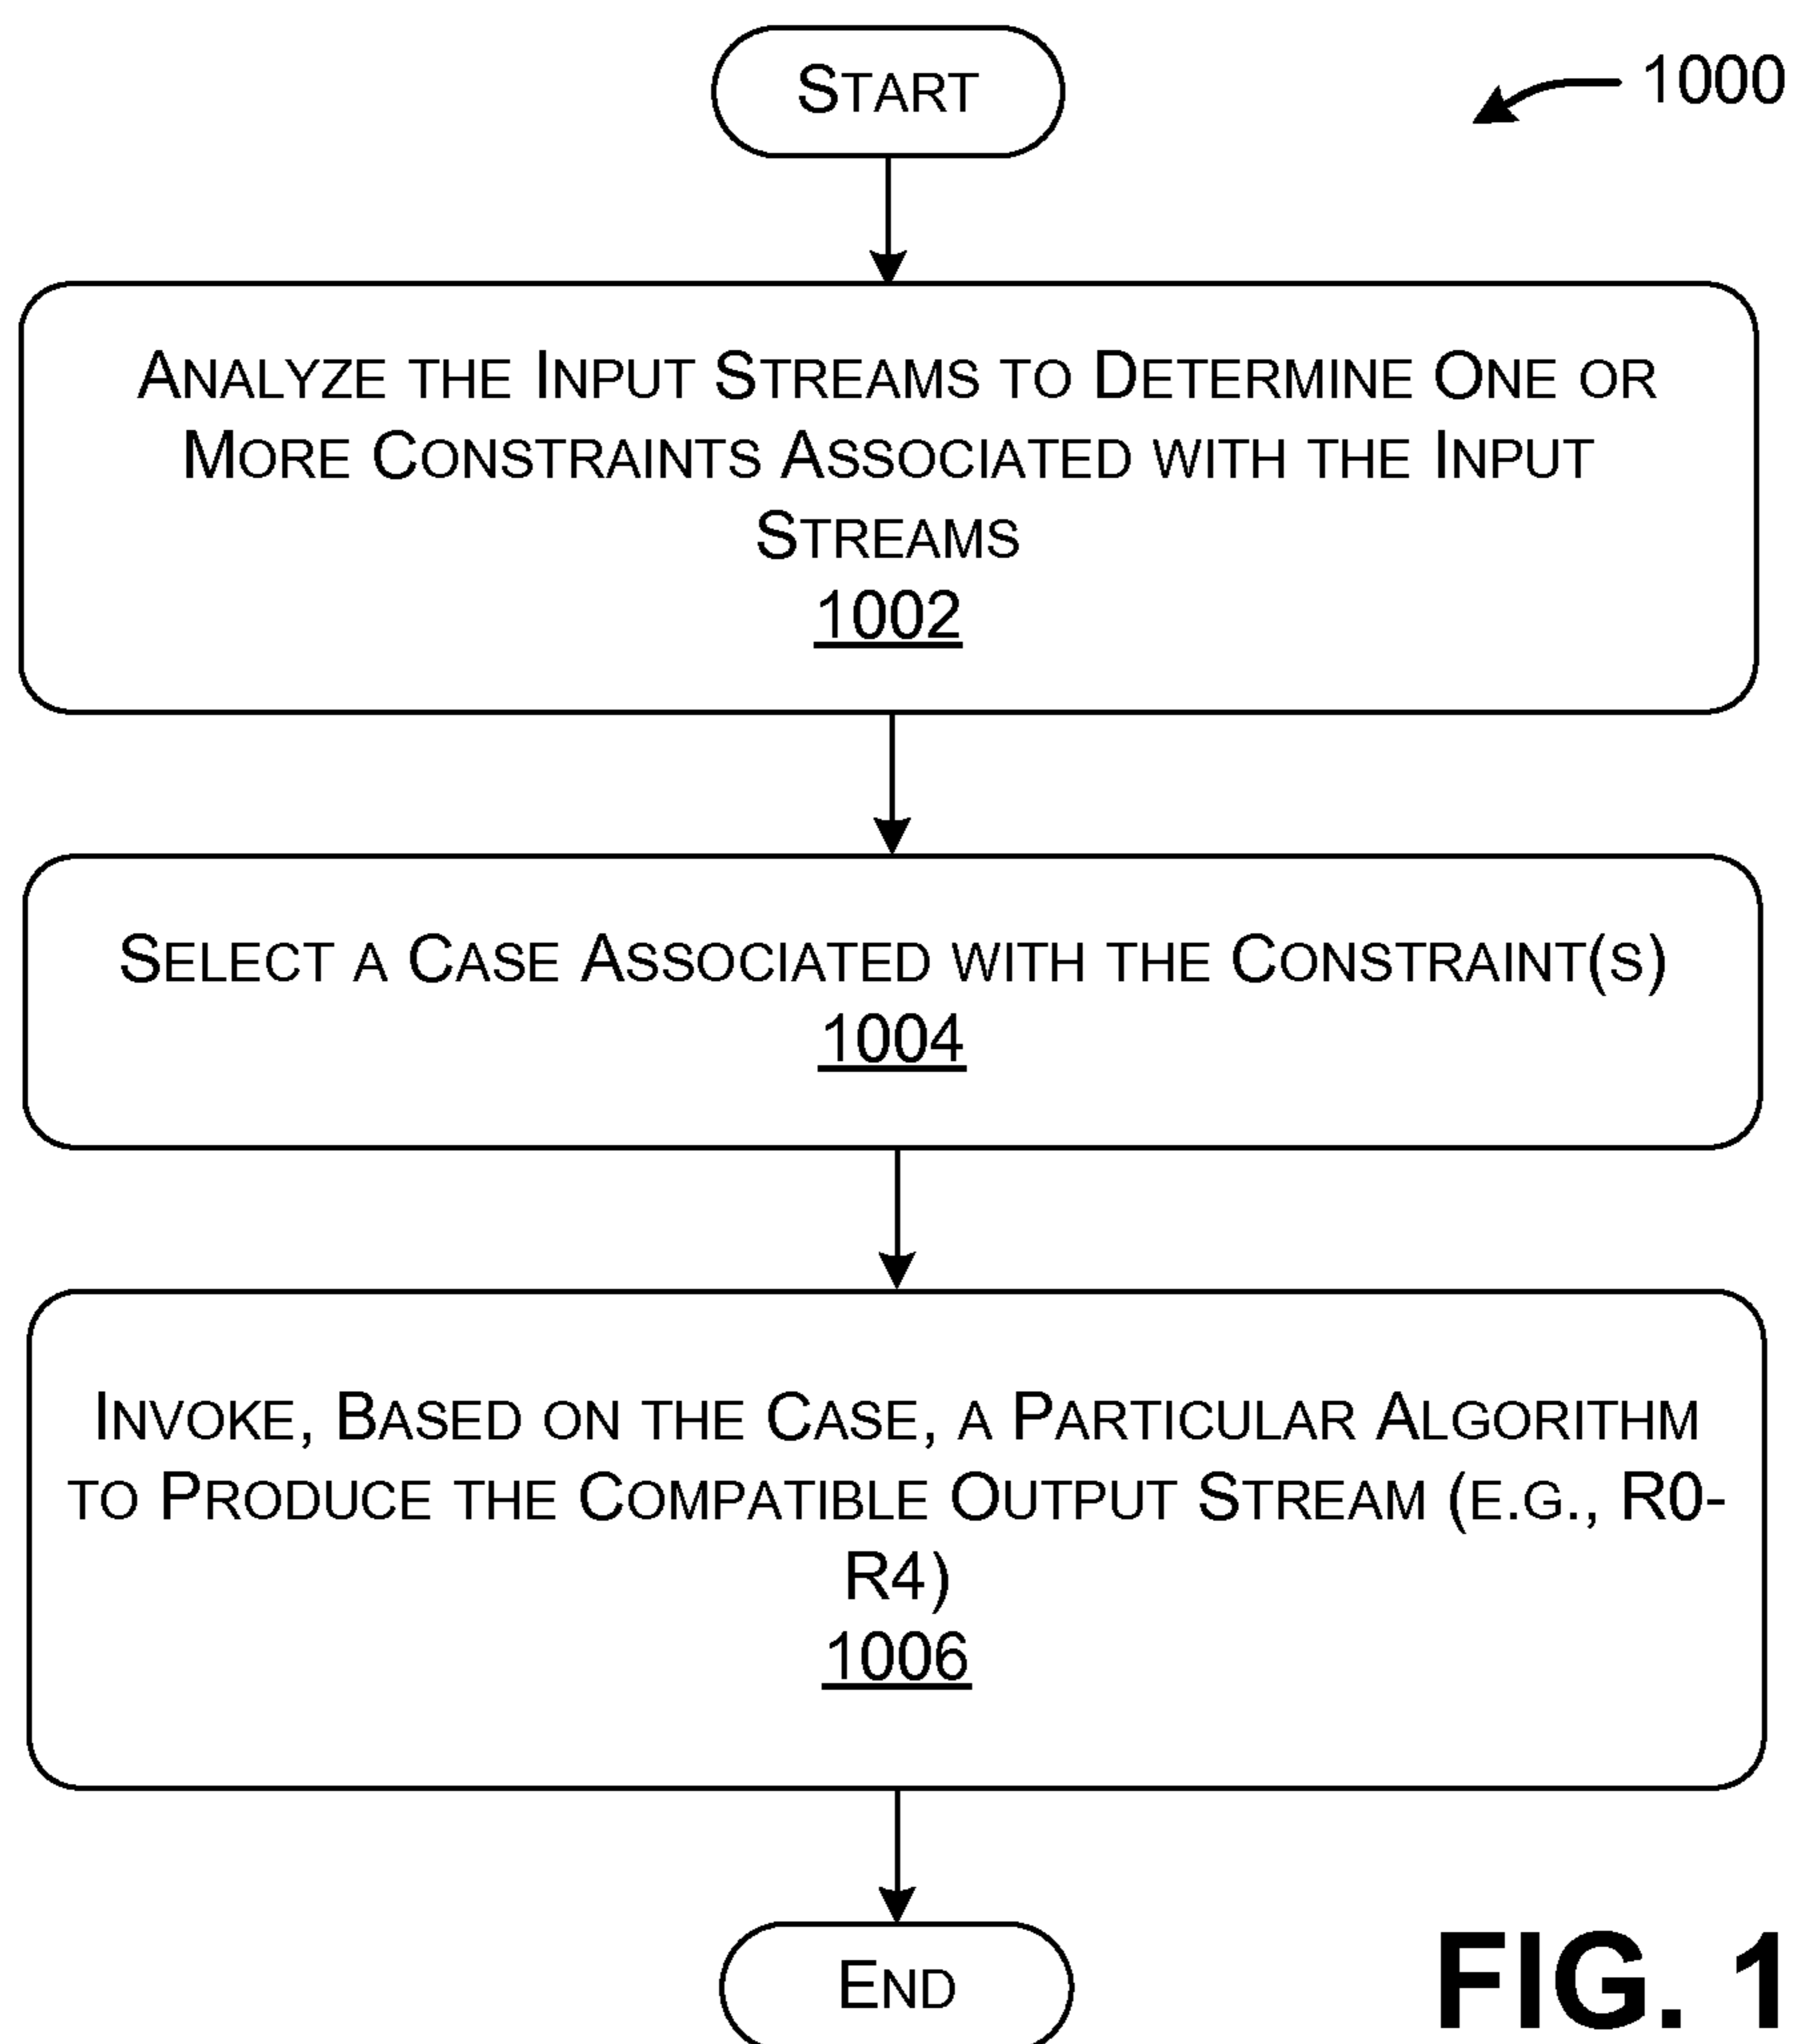 START
1000
ANALYZE THE INPUT STREAMS TO DETERMINE ONE OR
MORE CONSTRAINTS ASSOCIATED WITH THE INPUT
STREAMS
1002
SELECT A CASE ASSOCIATED WITH THE CONSTRAINT(S)
1004
INVOKE, BASED ON THE CASE, A PARTICULAR ALGORITHM
TO PRODUCE THE COMPATIBLE OUTPUT STREAM (E.G., R0-
R4)
1006
END
FIG. 1